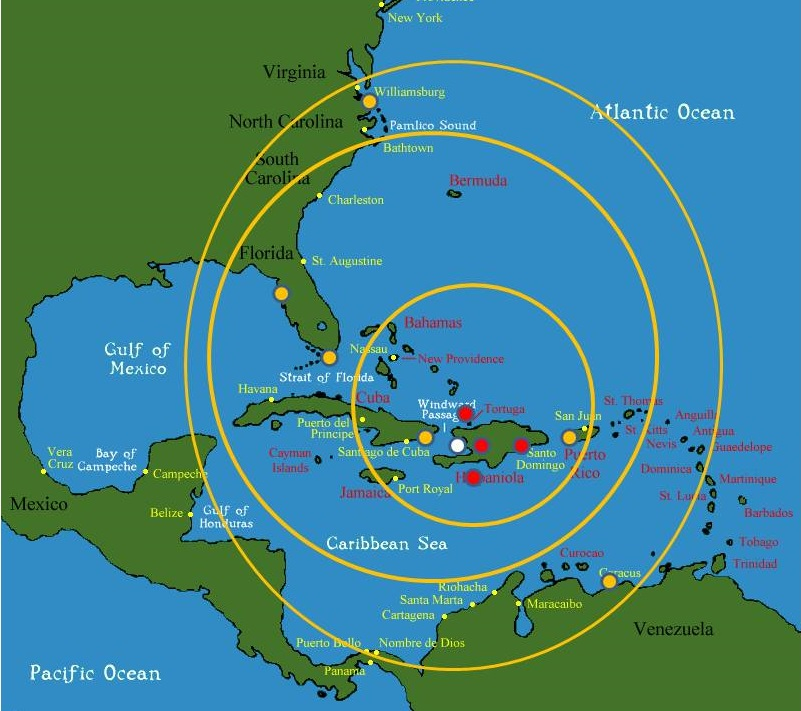 New York
Virginia
Williamsburg
Atlantic Ocean
North Carolina
Pamlico Sound
Bathtown
South
Carolina
Bermuda
Charleston
Florida
St. Augustine
Bahamas
Gulf of
Mexico
Nassau
New Providence
Strait of Florida
Havana
Cuba
Windward
Passag
Tortuga
St. Thomas
San Juan
Anguilla
Puerto del
Principe
St. Kitts
Antigua
Nevis
Guadelope
Vera
Cruz
Bay of
Campeche
Santiago de Cuba
Santo
Domingo
Puerto
Rico
Cayman
Islands
Campeche
Dominica
Martinique
Jamaica
Port Royal
H paniola
St. Lucia
Mexico
Belize
Gulf of
Honduras
Barbados
Caribbean Sea
Tobago
Curocao
Trinidad
Caracus
Riohacha
Santa Marta
Maracaibo
Cartagena
Venezuela
Puerto Bello
Nombre de Dios
Panama
Pacific Ocean